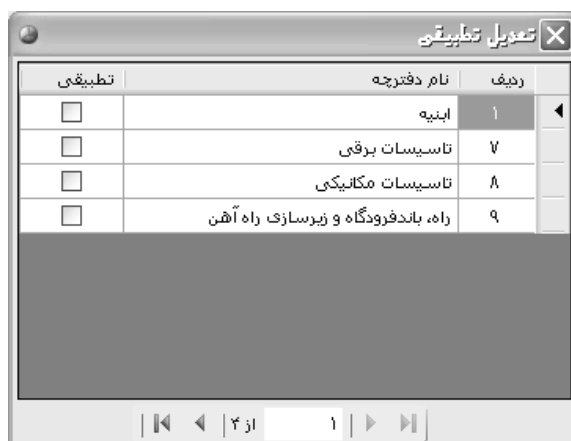 تعدیل تطبیقی
ردیف نام دفترچه تطبیقی
۱ ابنیه
۷ تاسیسات برقی
۸ تاسیسات مکانیکی
۹ راه، باندفرودگاه و زیرسازی راه آهن
۱ از ۴